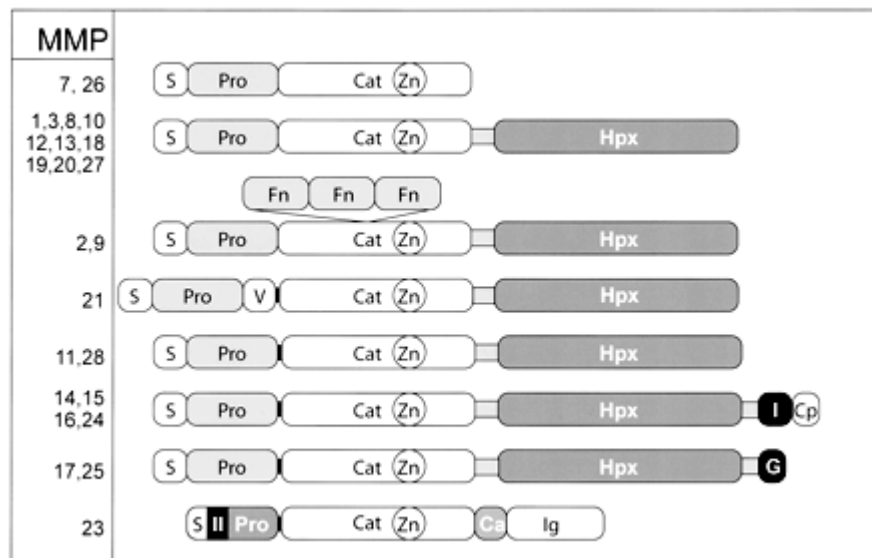 MMP
7, 26
S Pro Cat Zn
1,3,8,10
12,13,18
19,20,27
S Pro Cat Zn Hpx
Fn Fn Fn
2,9
S Pro Cat Zn Hpx
21
S Pro V Cat Zn Hpx
11,28
S Pro Cat Zn Hpx
14,15
16,24
S Pro Cat Zn Hpx I Cp
17,25
S Pro Cat Zn Hpx G
23
S II Pro Cat Zn Ca Ig